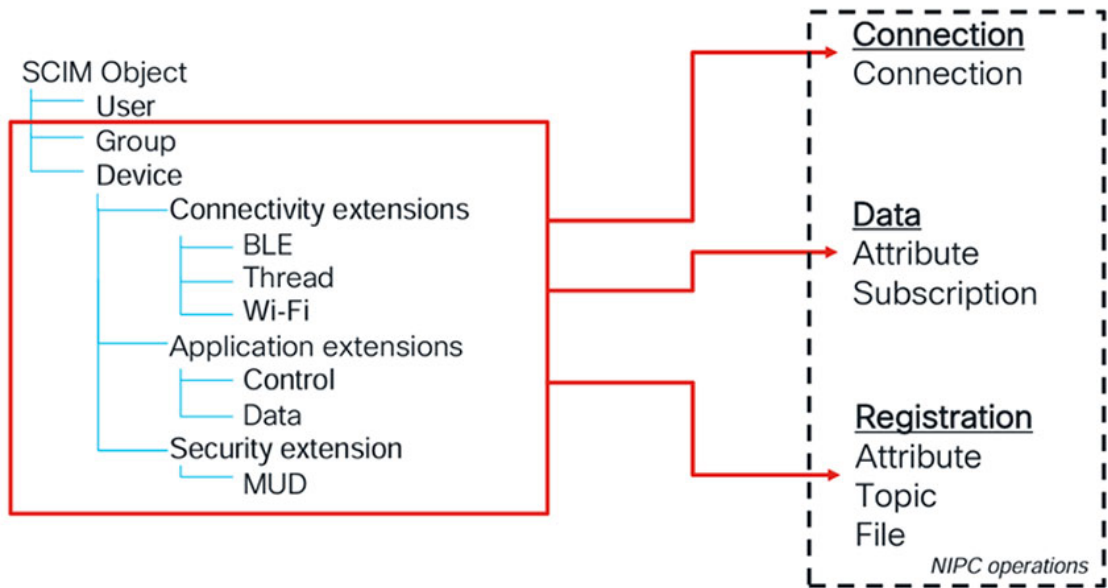 SCIM Object
User
Group
Device
Connectivity extensions
BLE
Thread
Wi-Fi
Application extensions
Control
Data
Security extension
MUD
Connection
Connection
Data
Attribute
Subscription
Registration
Attribute
Topic
File
NIPC operations